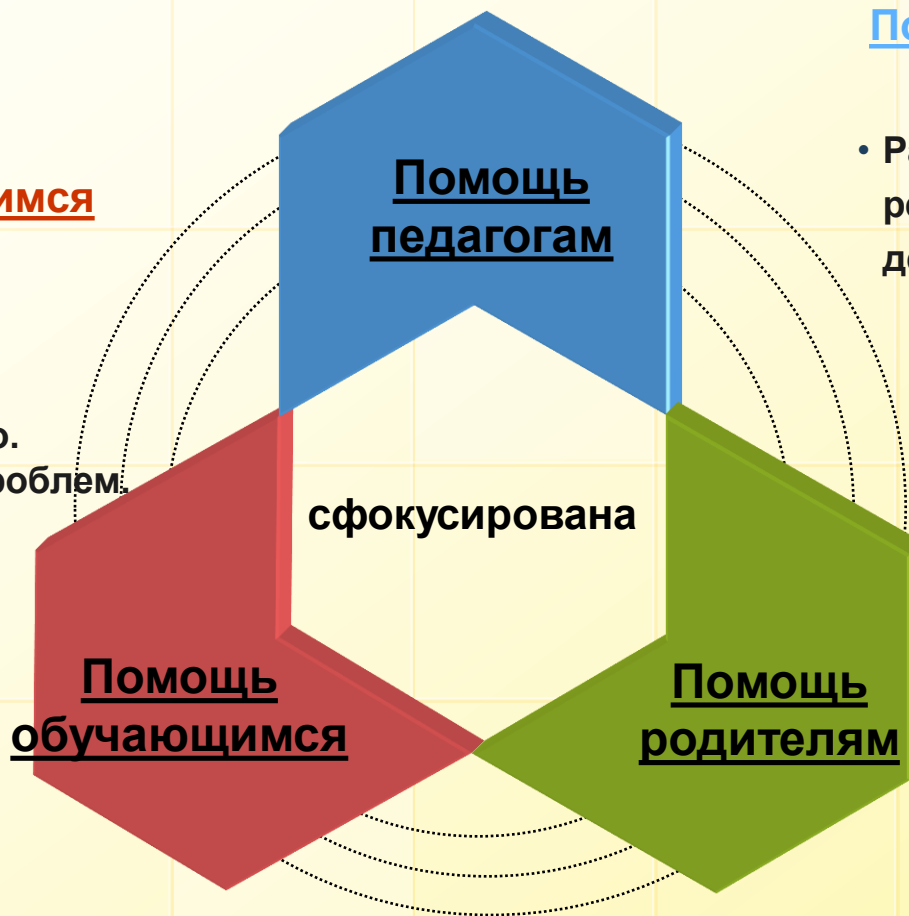 Помощь
педагогам
сфокусирована
Помощь
обучающимся
Помощь
родителям